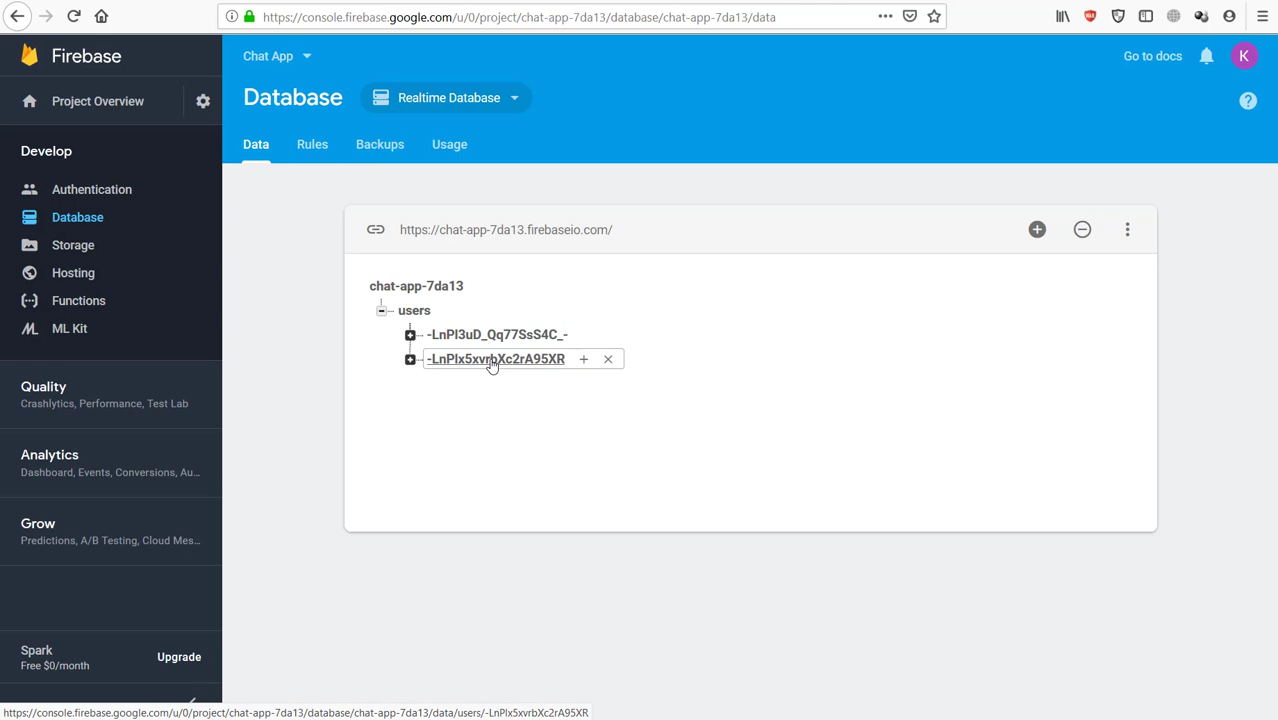 https://console.firebase.google.com/u/0/project/chat-app-7da13/database/chat-app-7da13/data
Firebase
Chat App
Go to docs
K
Project Overview
Database
Realtime Database
Develop
Data
Rules
Backups
Usage
Authentication
Database
Storage
Hosting
Functions
ML Kit
https://chat-app-7da13.firebaseio.com/
chat-app-7da13
users
-LnPl3uD_Qq77SsS4C_-
-LnPlx5xvrbXc2rA95XR
Quality
Crashlytics, Performance, Test Lab
Analytics
Dashboard, Events, Conversions, Au...
Grow
Predictions, A/B Testing, Cloud Mes...
Spark
Free $0/month
Upgrade
https://console.firebase.google.com/u/0/project/chat-app-7da13/database/chat-app-7da13/data/users/-LnPlx5xvrbXc2rA95XR